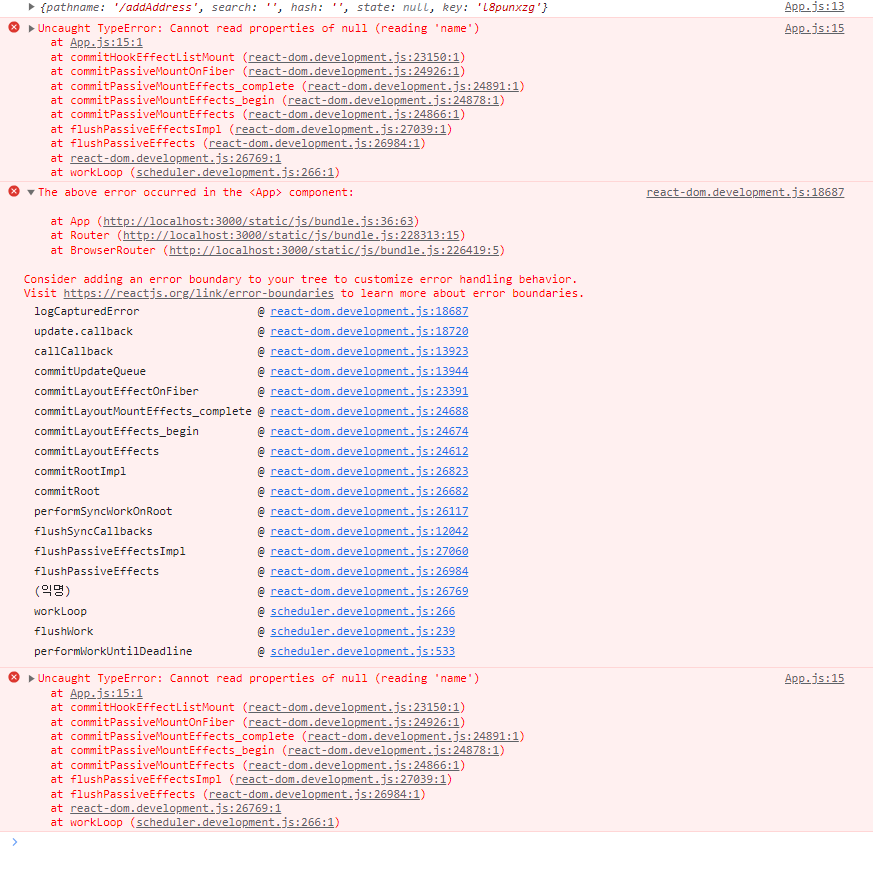 ▶ {pathname: '/addAddress', search: '', hash: '', state: null, key: 'l8punxzg'} App.js:13
▶ Uncaught TypeError: Cannot read properties of null (reading 'name') App.js:15
at App.js:15:1
at commitHookEffectListMount (react-dom.development.js:23150:1)
at commitPassiveMountOnFiber (react-dom.development.js:24926:1)
at commitPassiveMountEffects_complete (react-dom.development.js:24891:1)
at commitPassiveMountEffects_begin (react-dom.development.js:24878:1)
at commitPassiveMountEffects (react-dom.development.js:24866:1)
at flushPassiveEffectsImpl (react-dom.development.js:27039:1)
at flushPassiveEffects (react-dom.development.js:26984:1)
at react-dom.development.js:26769:1
at workLoop (scheduler.development.js:266:1)
▼ The above error occurred in the <App> component: react-dom.development.js:18687
at App (http://localhost:3000/static/js/bundle.js:36:63)
at Router (http://localhost:3000/static/js/bundle.js:228313:15)
at BrowserRouter (http://localhost:3000/static/js/bundle.js:226419:5)
Consider adding an error boundary to your tree to customize error handling behavior.
Visit https://reactjs.org/link/error-boundaries to learn more about error boundaries.
logCapturedError @ react-dom.development.js:18687
update.callback @ react-dom.development.js:18720
callCallback @ react-dom.development.js:13923
commitUpdateQueue @ react-dom.development.js:13944
commitLayoutEffectOnFiber @ react-dom.development.js:23391
commitLayoutMountEffects_complete @ react-dom.development.js:24688
commitLayoutEffects_begin @ react-dom.development.js:24674
commitLayoutEffects @ react-dom.development.js:24612
commitRootImpl @ react-dom.development.js:26823
commitRoot @ react-dom.development.js:26682
performSyncWorkOnRoot @ react-dom.development.js:26117
flushSyncCallbacks @ react-dom.development.js:12042
flushPassiveEffectsImpl @ react-dom.development.js:27060
flushPassiveEffects @ react-dom.development.js:26984
(익명) @ react-dom.development.js:26769
workLoop @ scheduler.development.js:266
flushWork @ scheduler.development.js:239
performWorkUntilDeadline @ scheduler.development.js:533
▶ Uncaught TypeError: Cannot read properties of null (reading 'name') App.js:15
at App.js:15:1
at commitHookEffectListMount (react-dom.development.js:23150:1)
at commitPassiveMountOnFiber (react-dom.development.js:24926:1)
at commitPassiveMountEffects_complete (react-dom.development.js:24891:1)
at commitPassiveMountEffects_begin (react-dom.development.js:24878:1)
at commitPassiveMountEffects (react-dom.development.js:24866:1)
at flushPassiveEffectsImpl (react-dom.development.js:27039:1)
at flushPassiveEffects (react-dom.development.js:26984:1)
at react-dom.development.js:26769:1
at workLoop (scheduler.development.js:266:1)